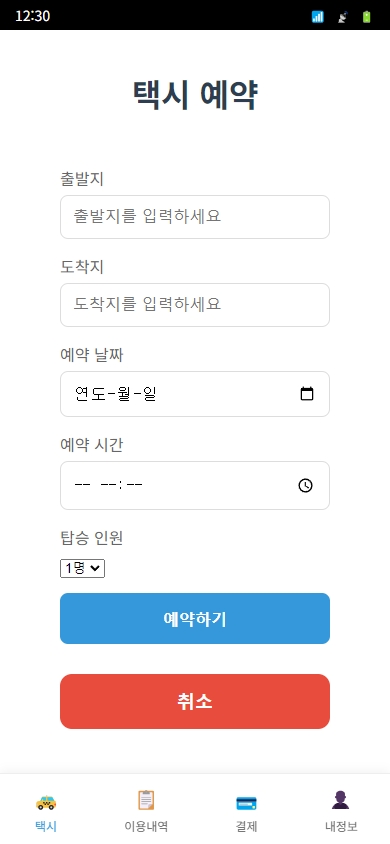 12:30
택시 예약
출발지
출발지를 입력하세요
도착지
도착지를 입력하세요
예약 날짜
연도-월-일
예약 시간
-- --:--
탑승 인원
1명
예약하기
취소
택시 이용내역 결제 내정보